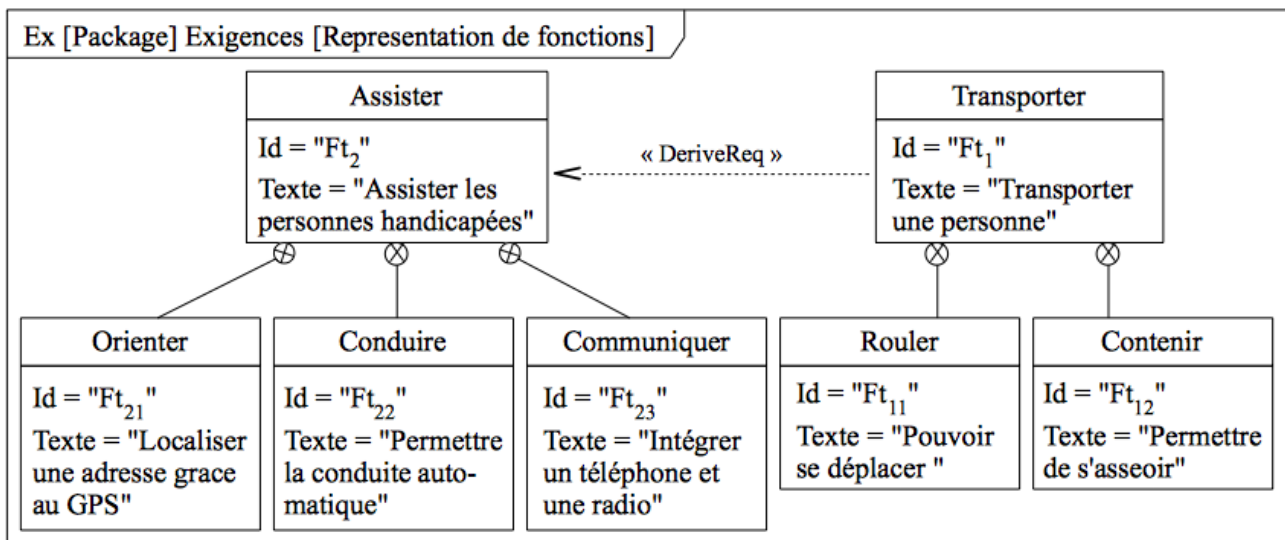 Ex [Package] Exigences [Representation de fonctions]
Assister
Id = "Ft₂"
Texte = "Assister les
personnes handicapées"
« DeriveReq »
Transporter
Id = "Ft₁"
Texte = "Transporter
une personne"
Orienter
Id = "Ft₂₁"
Texte = "Localiser
une adresse grace
au GPS"
Conduire
Id = "Ft₂₂"
Texte = "Permettre
la conduite auto-
matique"
Communiquer
Id = "Ft₂₃"
Texte = "Intégrer
un téléphone et
une radio"
Rouler
Id = "Ft₁₁"
Texte = "Pouvoir
se déplacer "
Contenir
Id = "Ft₁₂"
Texte = "Permettre
de s'asseoir"